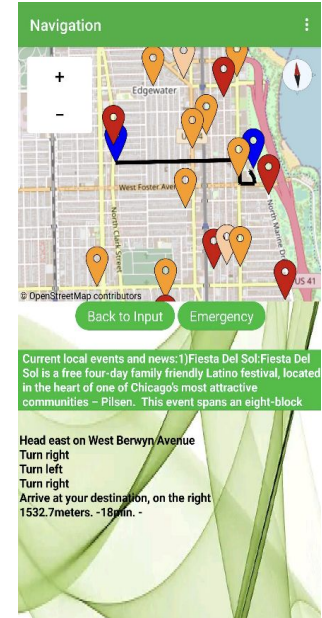 Navigation
+
−
Edgewater
West Foster Aven
North Clark Street
North Marine Dr
US 41
© OpenStreetMap contributors
Back to Input
Emergency
Current local events and news:1)Fiesta Del Sol:Fiesta Del
Sol is a free four-day family friendly Latino festival, located
in the heart of one of Chicago's most attractive
communities – Pilsen.  This event spans an eight-block
Head east on West Berwyn Avenue
Turn right
Turn left
Turn right
Arrive at your destination, on the right
1532.7meters. -18min. -